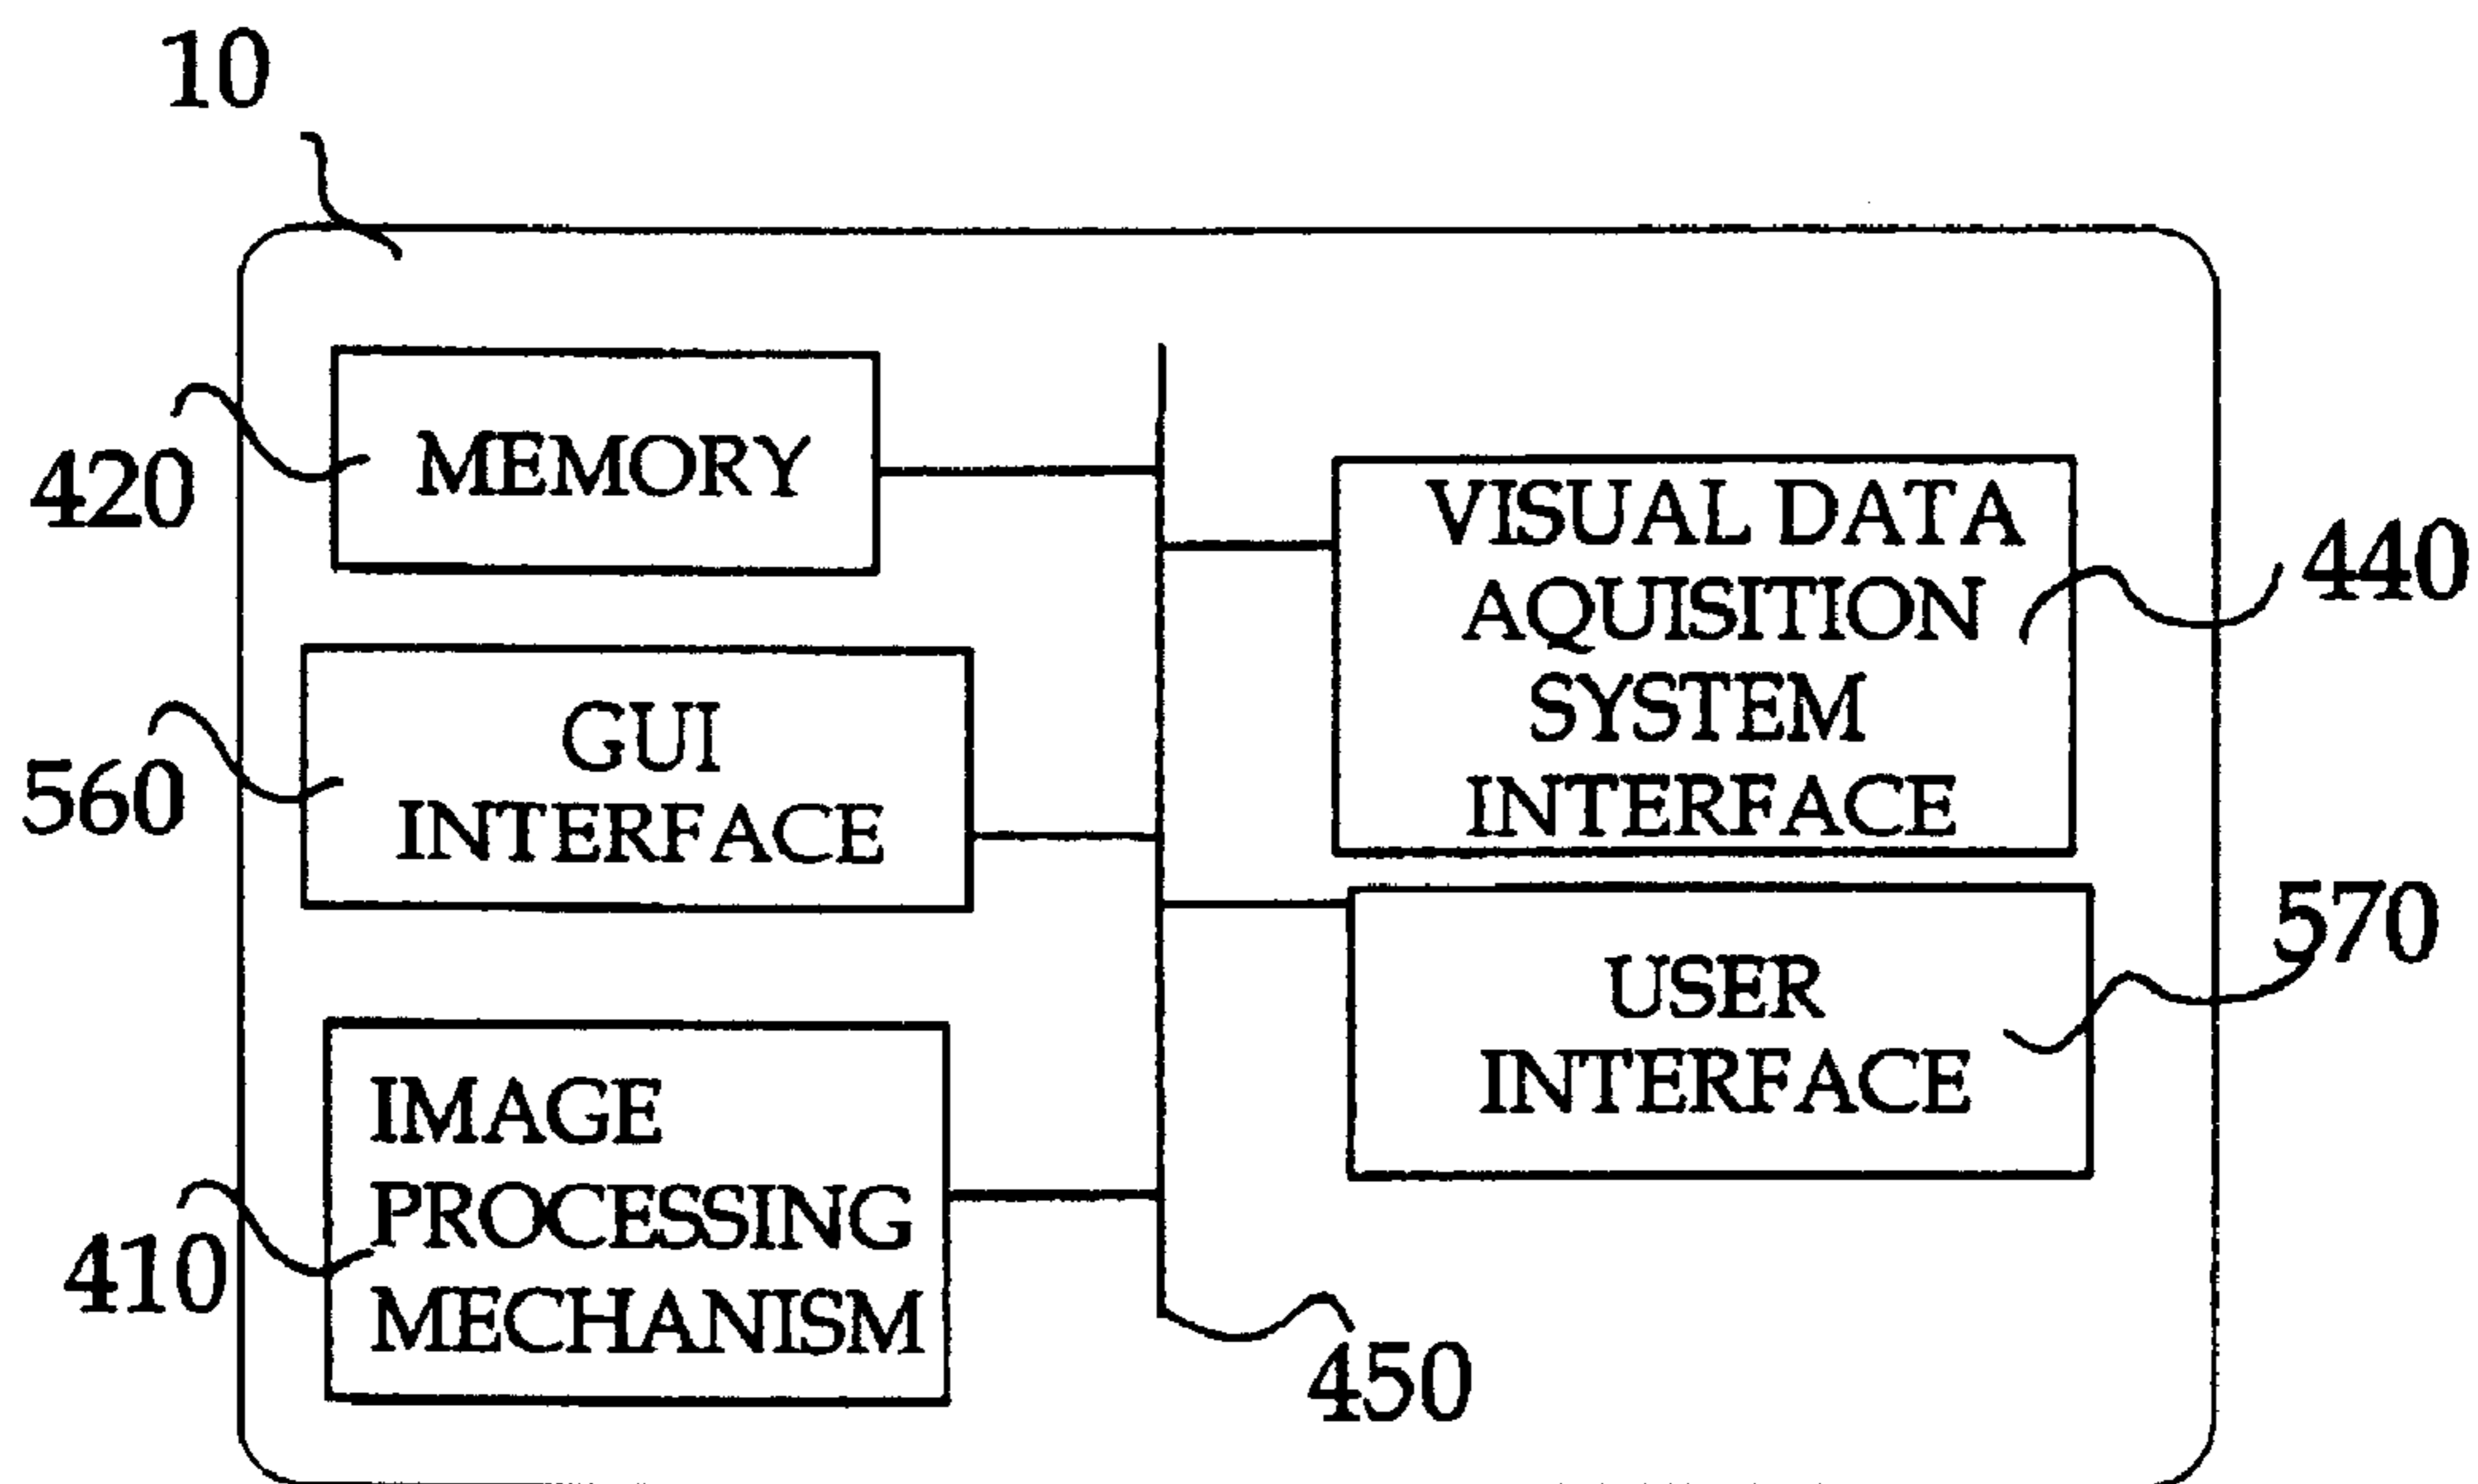 10
MEMORY
420
VISUAL DATA
AQUISITION
SYSTEM
INTERFACE
440
GUI
INTERFACE
560
USER
INTERFACE
570
IMAGE
PROCESSING
MECHANISM
410
450